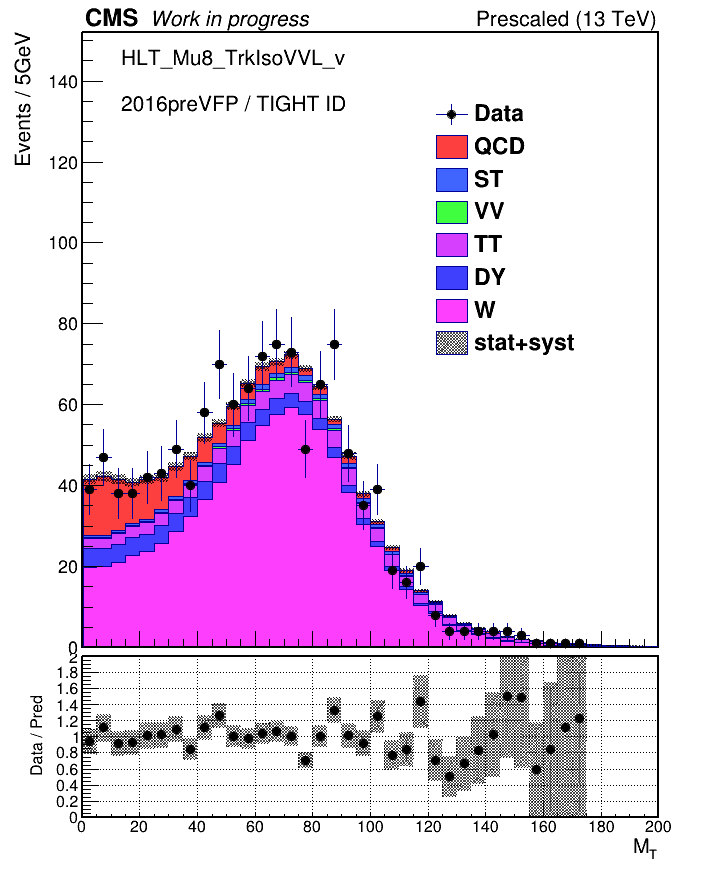 CMS Work in progress Prescaled (13 TeV)
HLT_Mu8_TrkIsoVVL_v
2016preVFP / TIGHT ID
Events / 5GeV
140
120
100
80
60
40
20
0
Data
QCD
ST
VV
TT
DY
W
stat+syst
Data / Pred
2
1.8
1.6
1.4
1.2
1
0.8
0.6
0.4
0.2
0
0 20 40 60 80 100 120 140 160 180 200
M_T